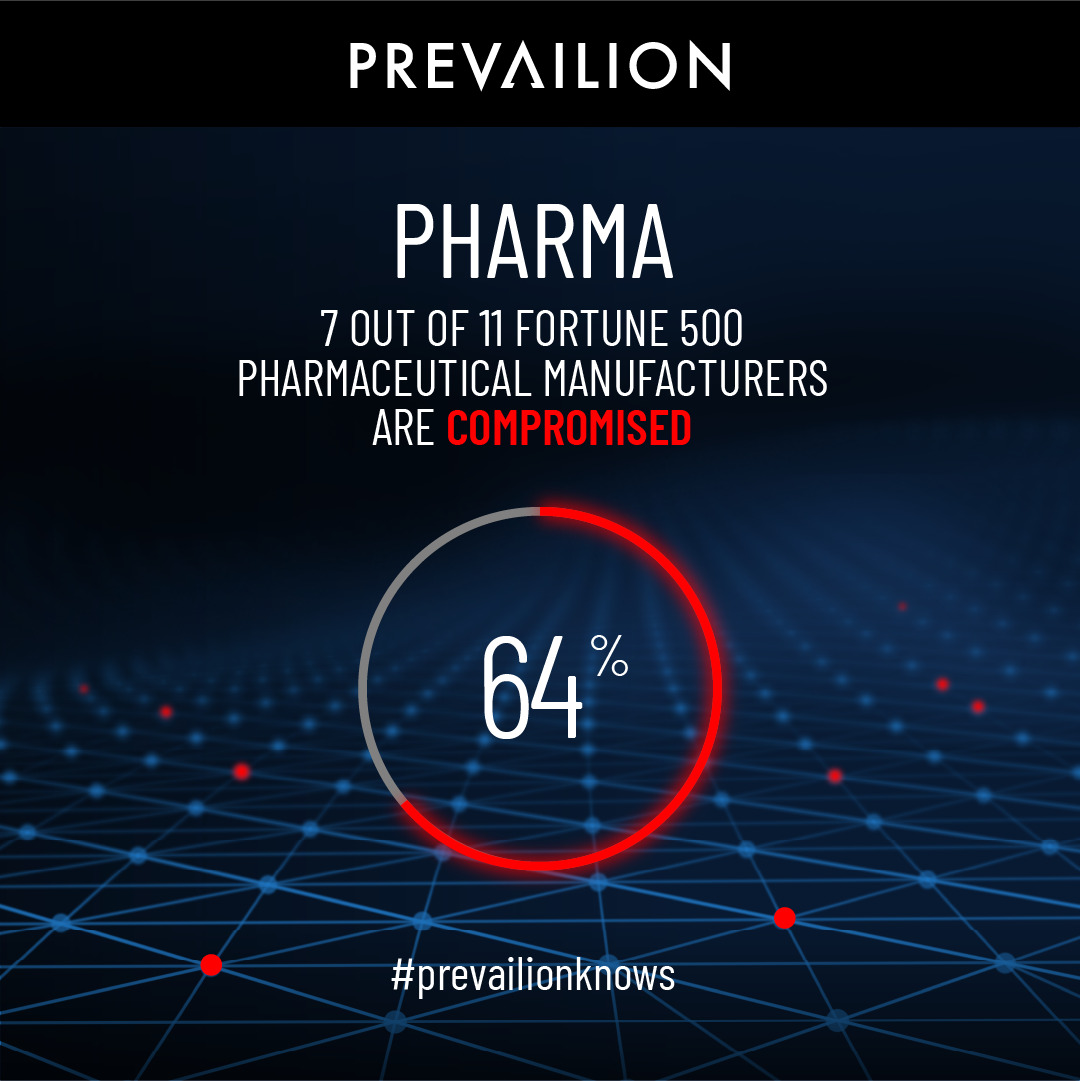 PREVAILION
PHARMA
7 OUT OF 11 FORTUNE 500
PHARMACEUTICAL MANUFACTURERS
ARE COMPROMISED
64%
#prevailionknows